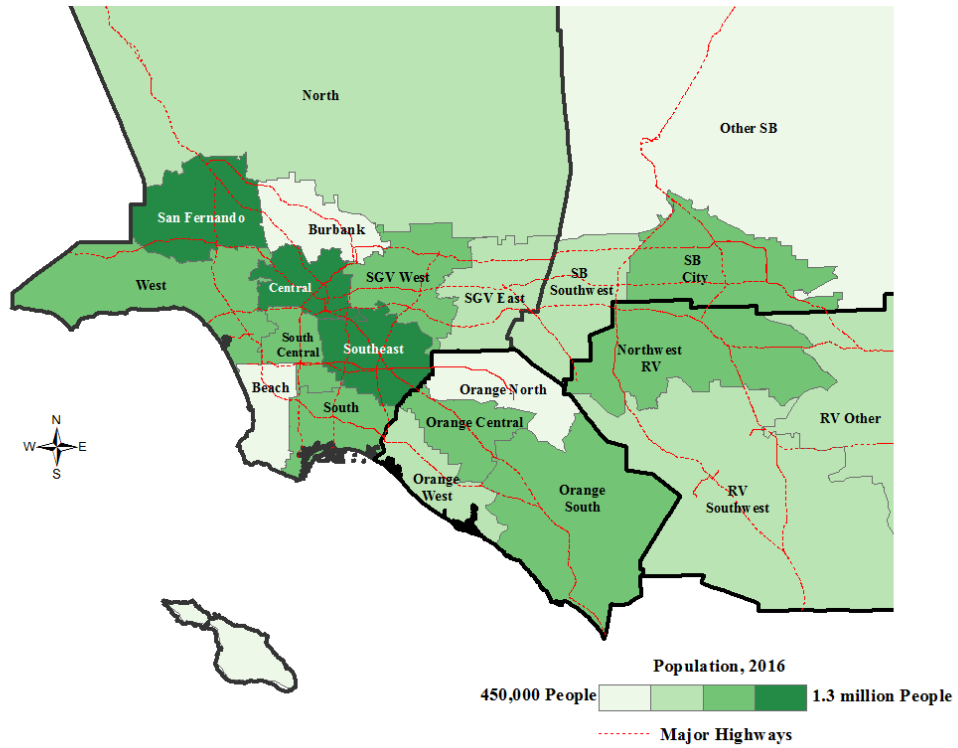 North
Other SB
San Fernando
Burbank
West
Central
SGV West
SGV East
SB
Southwest
SB
City
South
Central
Southeast
Northwest
RV
Beach
Orange North
South
Orange Central
RV Other
Orange
West
Orange
South
RV
Southwest
N
W E
S
Population, 2016
450,000 People 1.3 million People
Major Highways